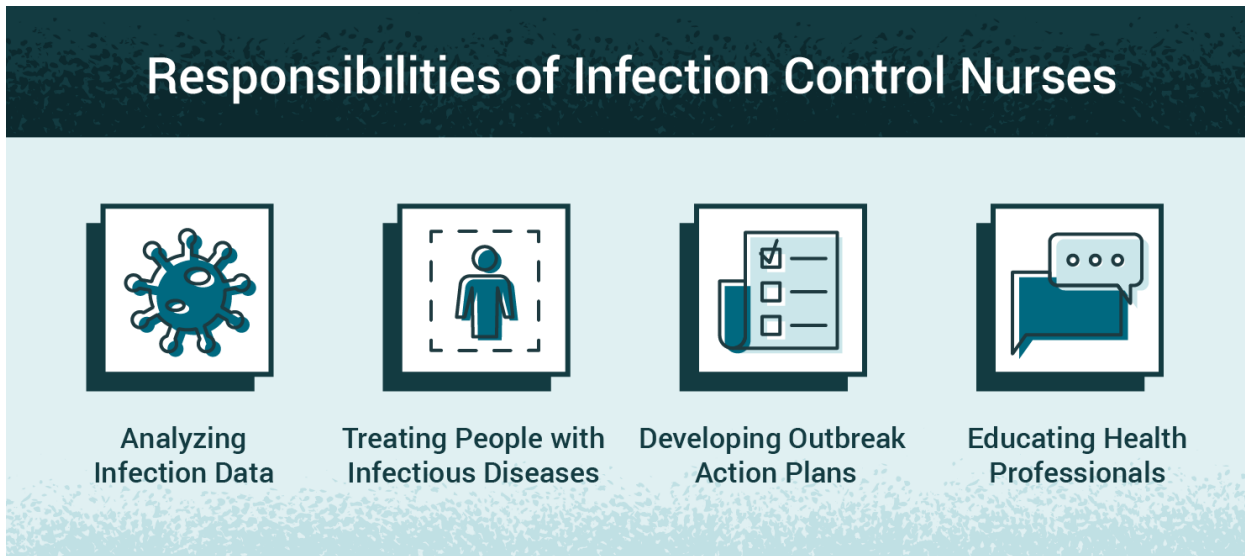 Responsibilities of Infection Control Nurses
Analyzing
Infection Data
Treating People with
Infectious Diseases
Developing Outbreak
Action Plans
Educating Health
Professionals